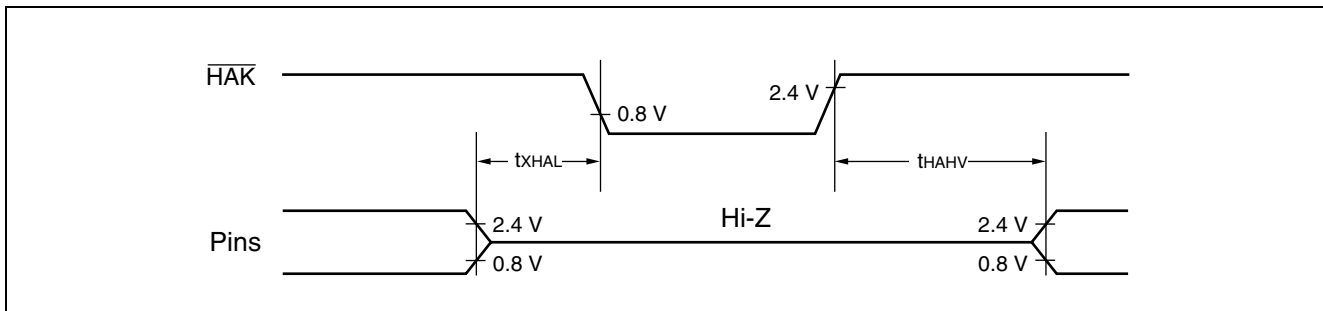 HAK
0.8 V
2.4 V
tXHAL
tHAHV
Pins
2.4 V
0.8 V
Hi-Z
2.4 V
0.8 V